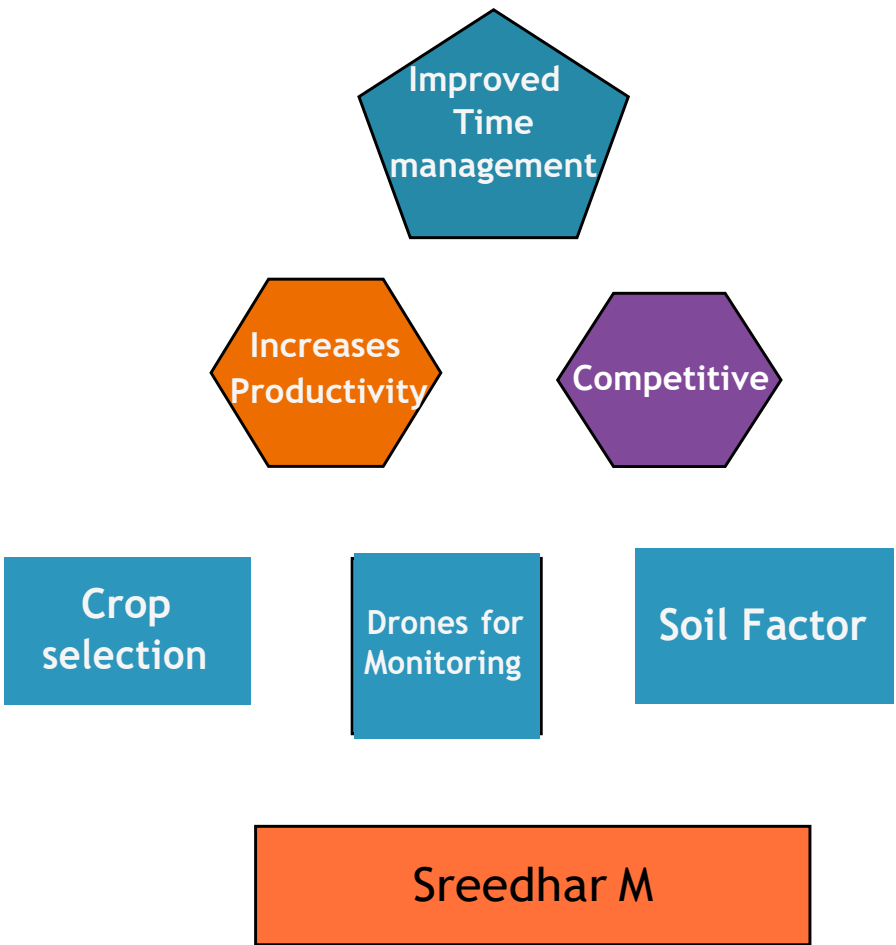 Improved
Time
management
Increases
Productivity
Competitive
Crop
selection
Drones for
Monitoring
Soil Factor
Sreedhar M